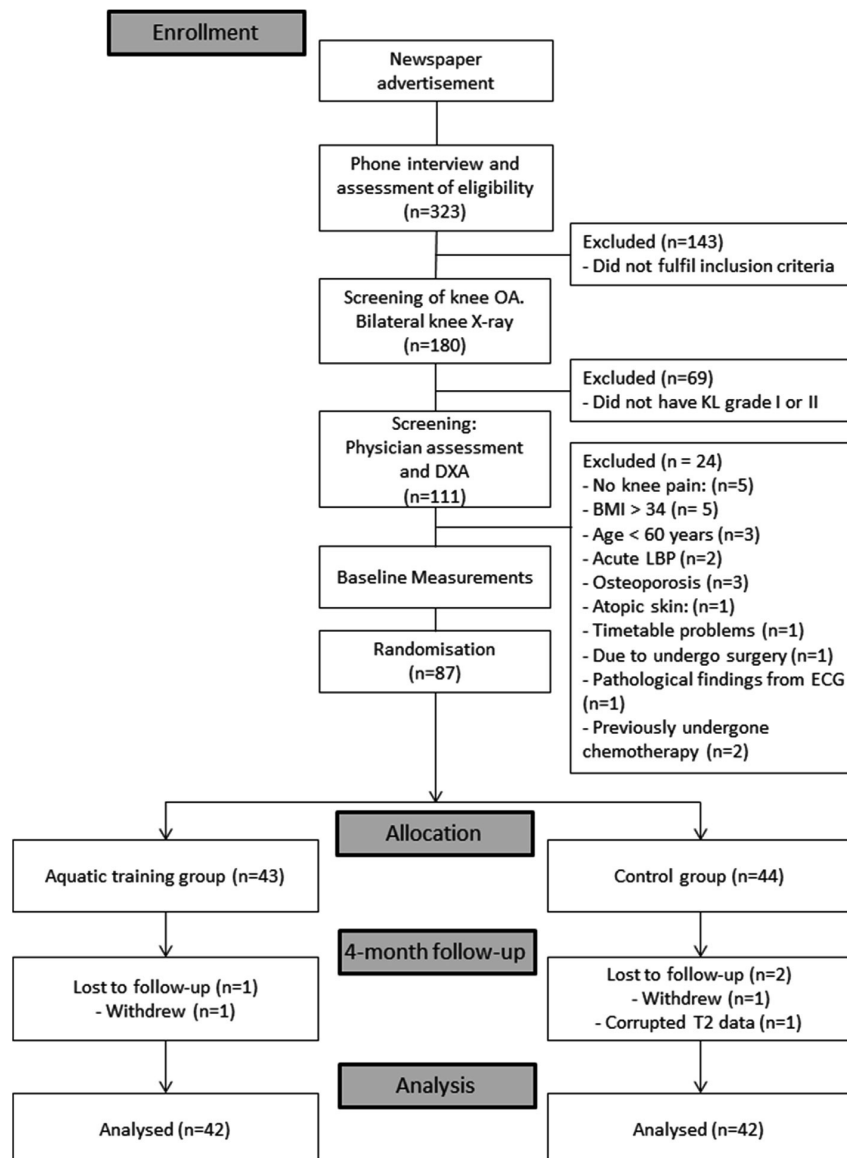 Enrollment
Newspaper
advertisement
Phone interview and
assessment of eligibility
(n=323)
Excluded (n=143)
- Did not fulfil inclusion criteria
Screening of knee OA.
Bilateral knee X-ray
(n=180)
Excluded (n=69)
- Did not have KL grade I or II
Screening:
Physician assessment
and DXA
(n=111)
Excluded (n = 24)
- No knee pain: (n=5)
- BMI > 34 (n= 5)
- Age < 60 years (n=3)
- Acute LBP (n=2)
- Osteoporosis (n=3)
- Atopic skin: (n=1)
- Timetable problems (n=1)
- Due to undergo surgery (n=1)
- Pathological findings from ECG
(n=1)
- Previously undergone
chemotherapy (n=2)
Baseline Measurements
Randomisation
(n=87)
Allocation
Aquatic training group (n=43)
Control group (n=44)
4-month follow-up
Lost to follow-up (n=1)
- Withdrew (n=1)
Lost to follow-up (n=2)
- Withdrew (n=1)
- Corrupted T2 data (n=1)
Analysis
Analysed (n=42)
Analysed (n=42)